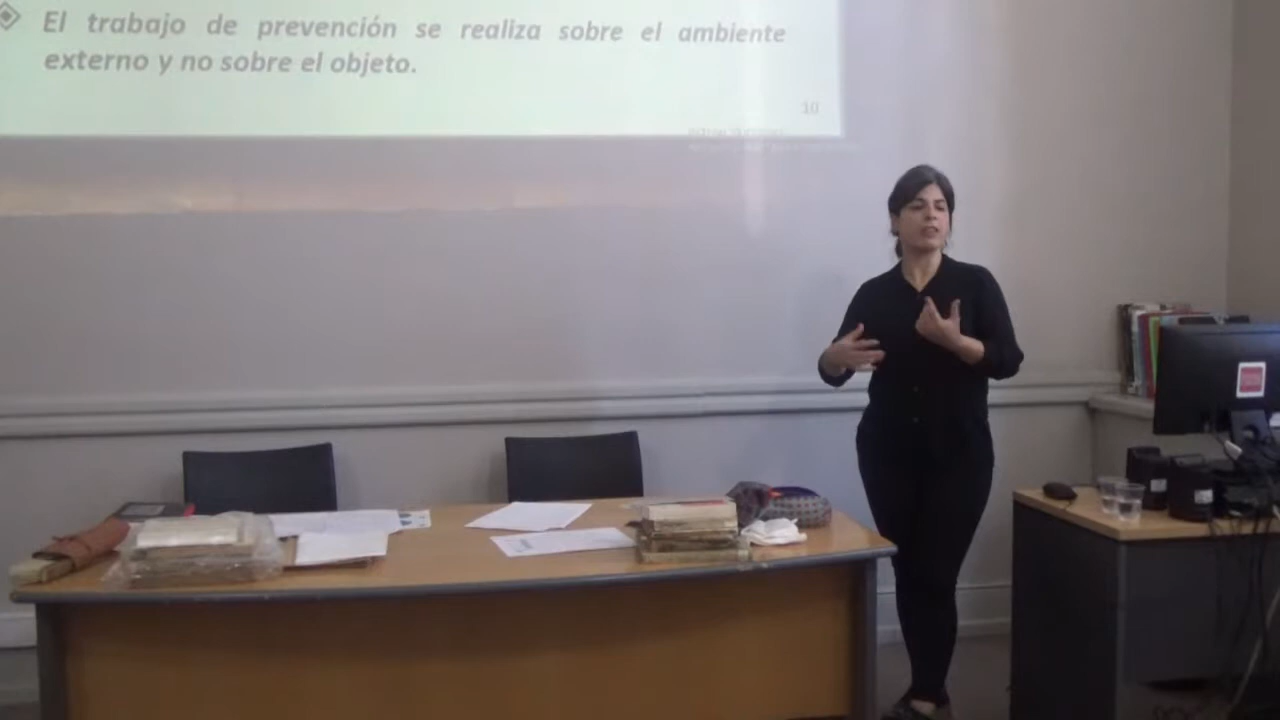 El trabajo de prevención se realiza sobre el ambiente
externo y no sobre el objeto.
10